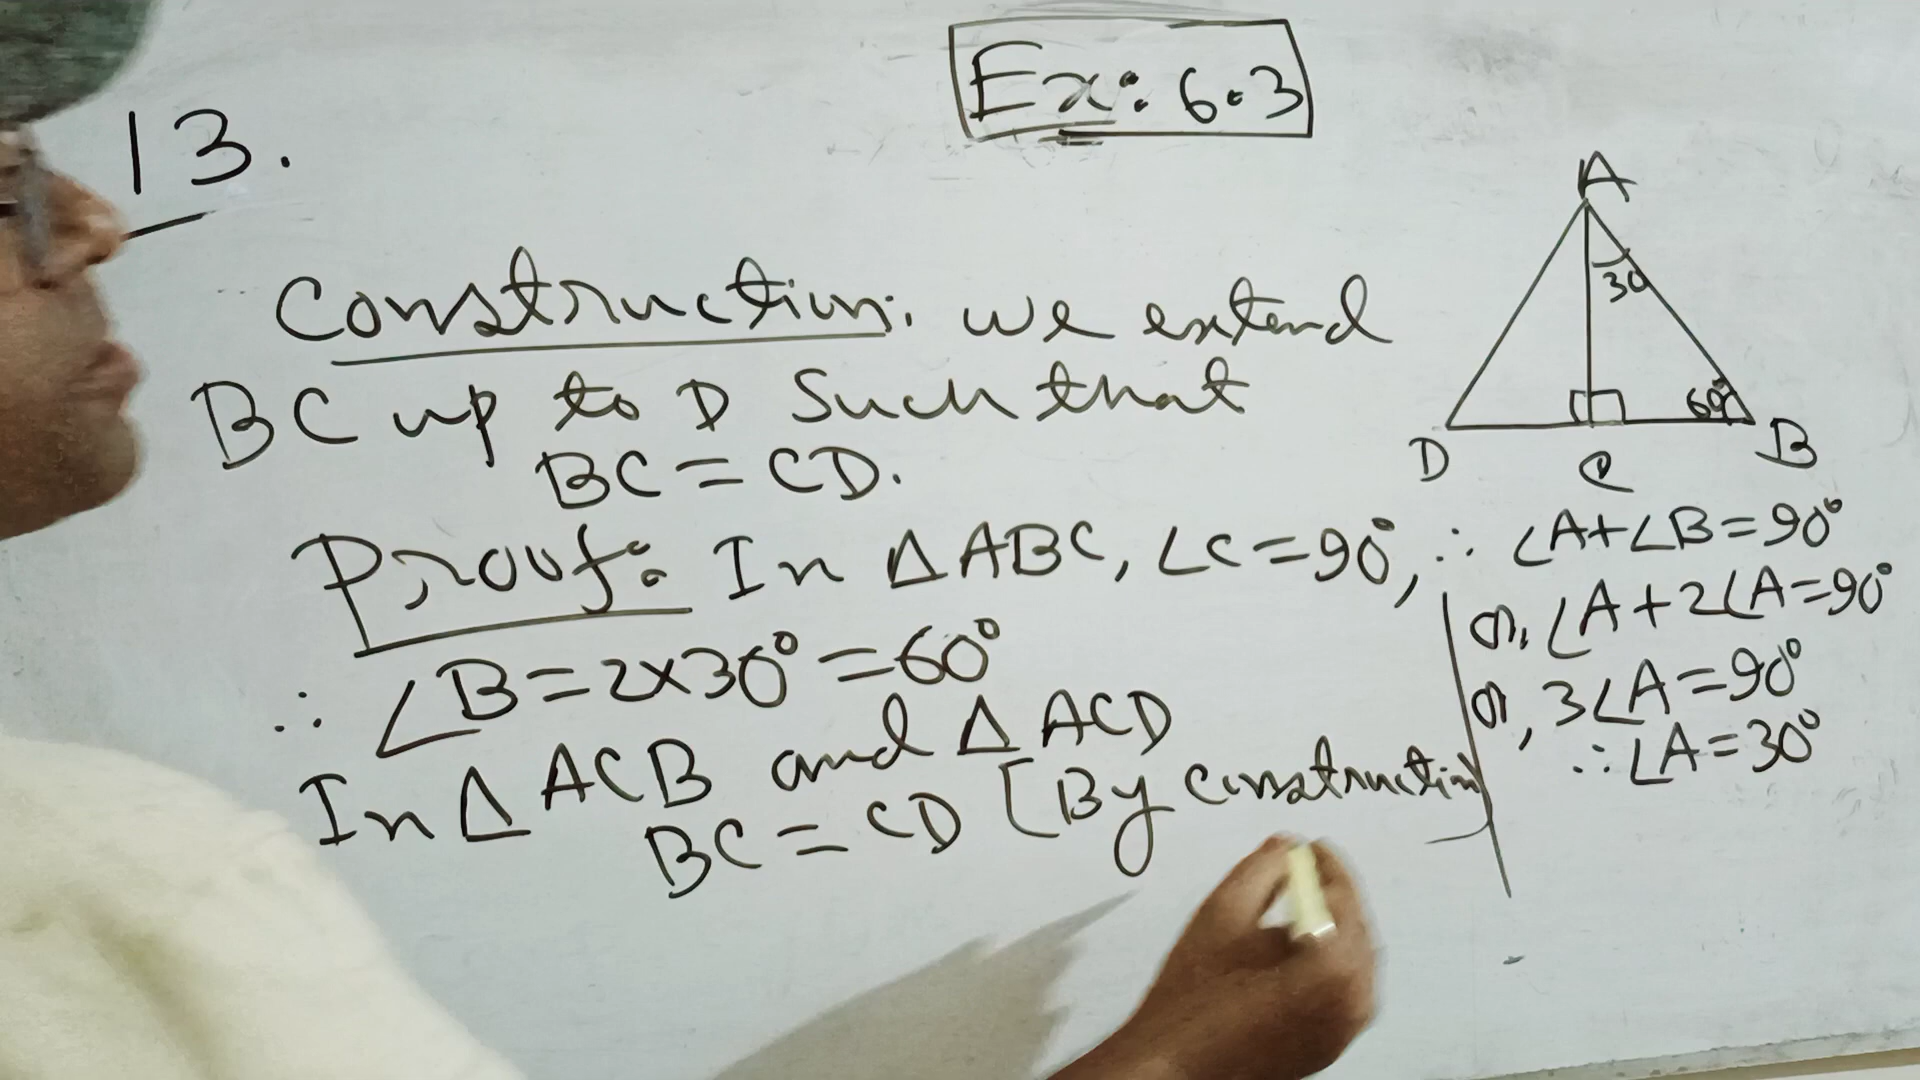 Ex: 6.3
13.
Construction: we extend
BC up to D Such that
BC = CD.
Proof: In △ABC, ∠C = 90°,
∴ ∠B = 2×30° = 60°
In △ACB and △ACD
BC = CD [By construction]
A
30
60°
D
C
B
∴ ∠A+∠B=90°
or, ∠A+2∠A=90°
or, 3∠A=90°
∴ ∠A=30°